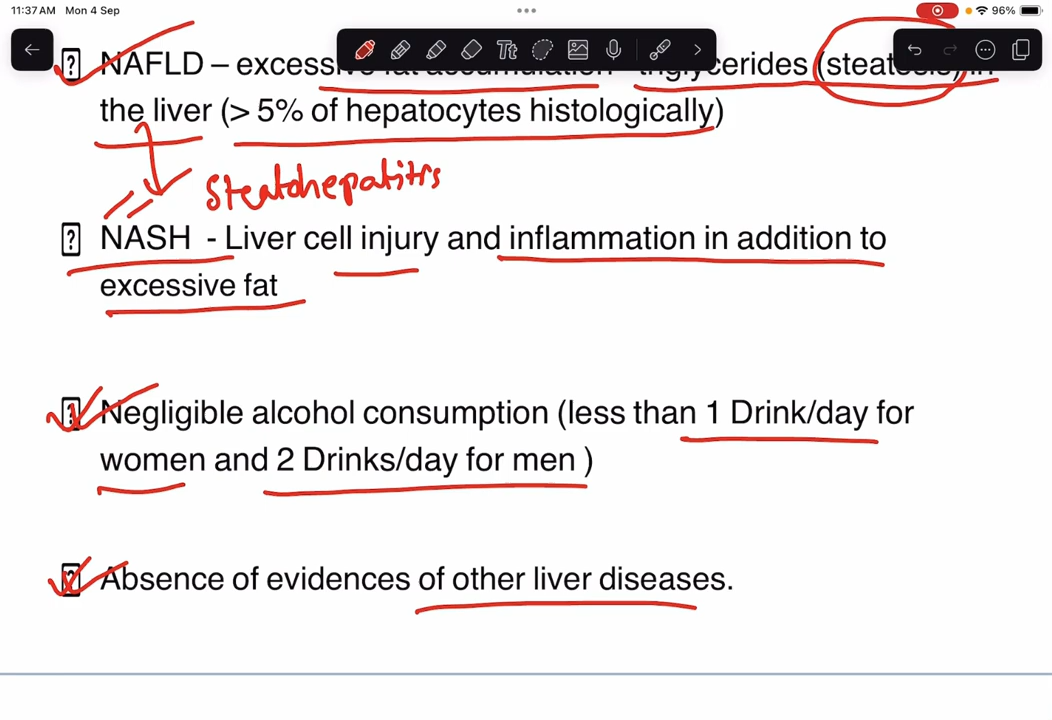 11:37 AM Mon 4 Sep
96%
NAFLD – excessive fat accumulation - triglycerides (steatosis) in
the liver (> 5% of hepatocytes histologically)
Steatohepatitis
NASH - Liver cell injury and inflammation in addition to
excessive fat
Negligible alcohol consumption (less than 1 Drink/day for
women and 2 Drinks/day for men )
Absence of evidences of other liver diseases.